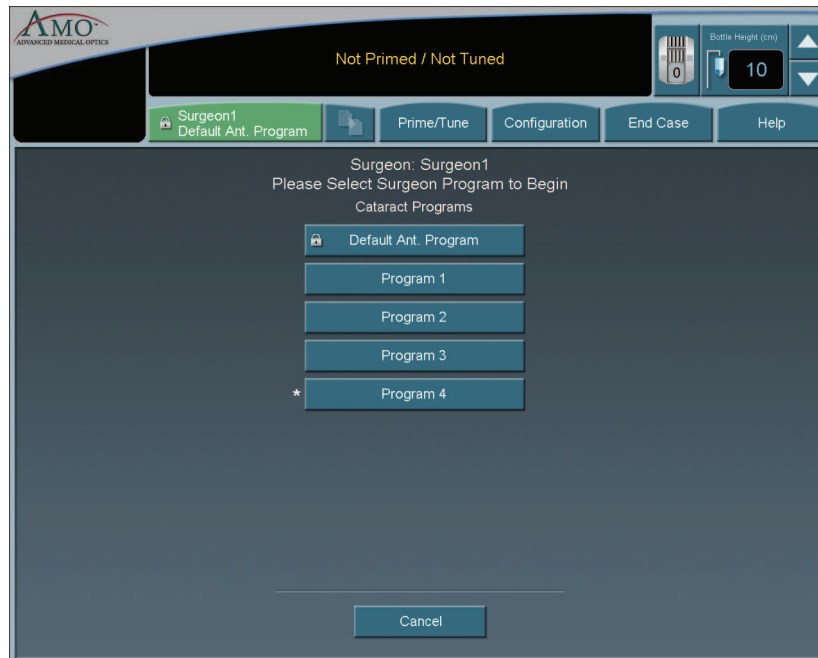 AMO
ADVANCED MEDICAL OPTICS
Not Primed / Not Tuned
0
Bottle Height (cm)
10
Surgeon1
Default Ant. Program
Prime/Tune
Configuration
End Case
Help
Surgeon: Surgeon1
Please Select Surgeon Program to Begin
Cataract Programs
Default Ant. Program
Program 1
Program 2
Program 3
* Program 4
Cancel